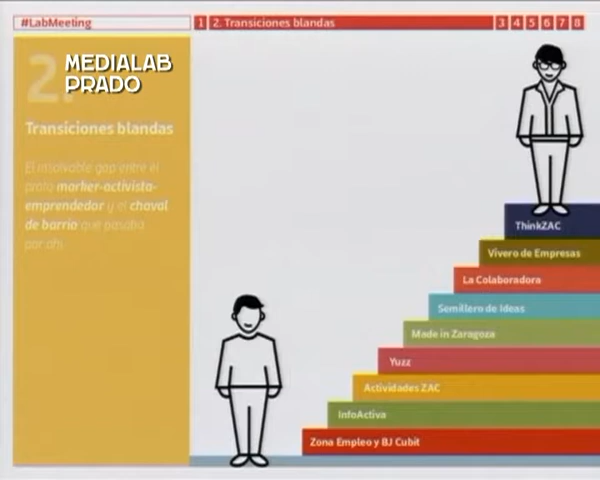 #LabMeeting
1 2. Transiciones blandas 3 4 5 6 7 8
2.
MEDIALAB
PRADO
Transiciones blandas
El insolvable gap entre el
proto marker-activista-
emprendedor y el chaval
de barrio que pasaba
por ahí.
ThinkZAC
Vivero de Empresas
La Colaboradora
Semillero de Ideas
Made in Zaragoza
Yuzz
Actividades ZAC
InfoActiva
Zona Empleo y BJ Cubit